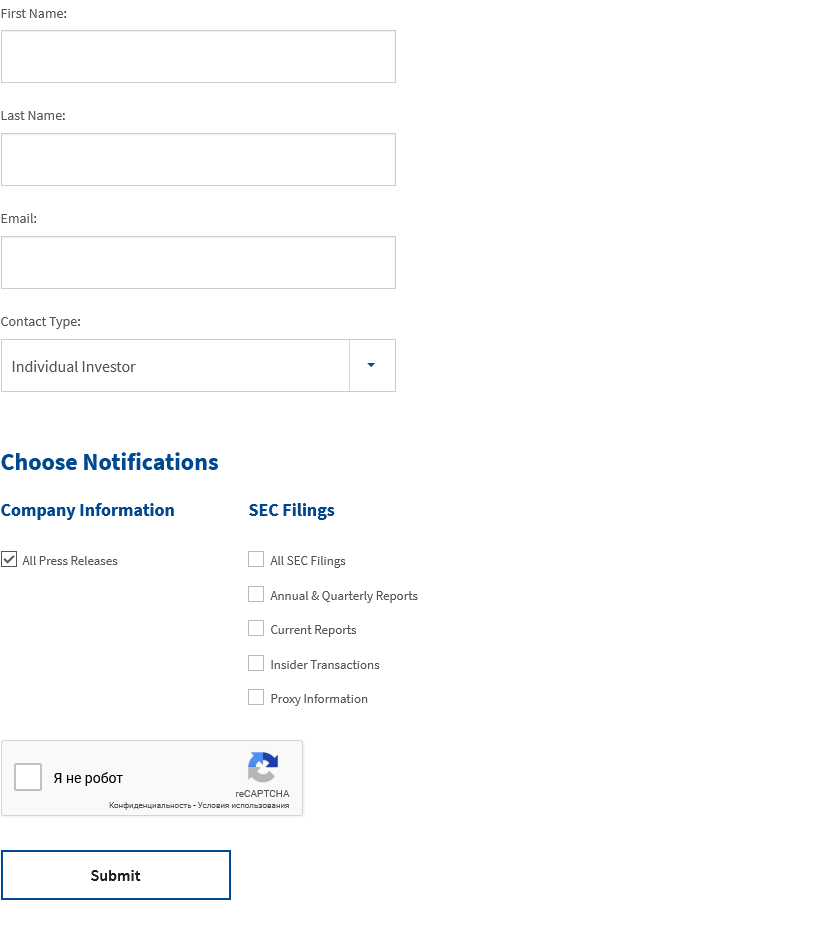 First Name:
Last Name:
Email:
Contact Type:
Individual Investor
Choose Notifications
Company Information
All Press Releases
SEC Filings
All SEC Filings
Annual & Quarterly Reports
Current Reports
Insider Transactions
Proxy Information
Я не робот
reCAPTCHA
Конфиденциальность - Условия использования
Submit